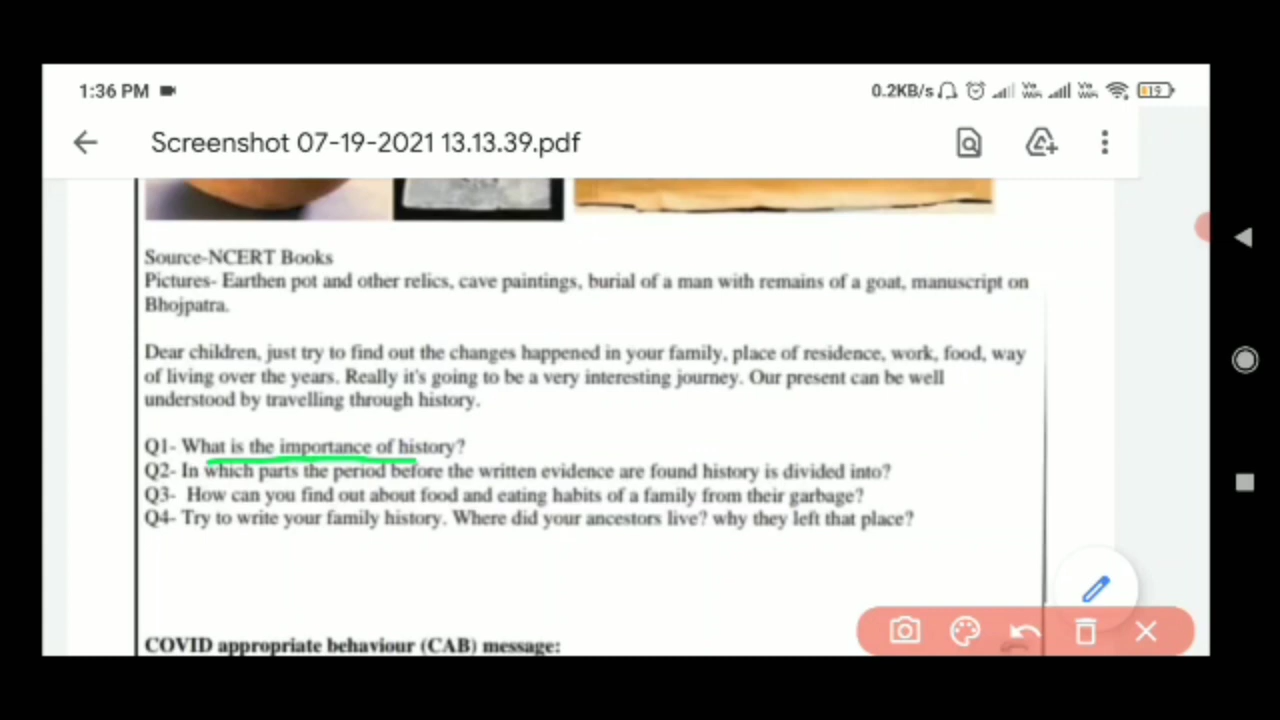 1:36 PM
0.2KB/s
Vo
WiFi
Vo
WiFi
19
Screenshot 07-19-2021 13.13.39.pdf
Source-NCERT Books
Pictures- Earthen pot and other relics, cave paintings, burial of a man with remains of a goat, manuscript on
Bhojpatra.
Dear children, just try to find out the changes happened in your family, place of residence, work, food, way
of living over the years. Really it's going to be a very interesting journey. Our present can be well
understood by travelling through history.
Q1- What is the importance of history?
Q2- In which parts the period before the written evidence are found history is divided into?
Q3- How can you find out about food and eating habits of a family from their garbage?
Q4- Try to write your family history. Where did your ancestors live? why they left that place?
COVID appropriate behaviour (CAB) message: